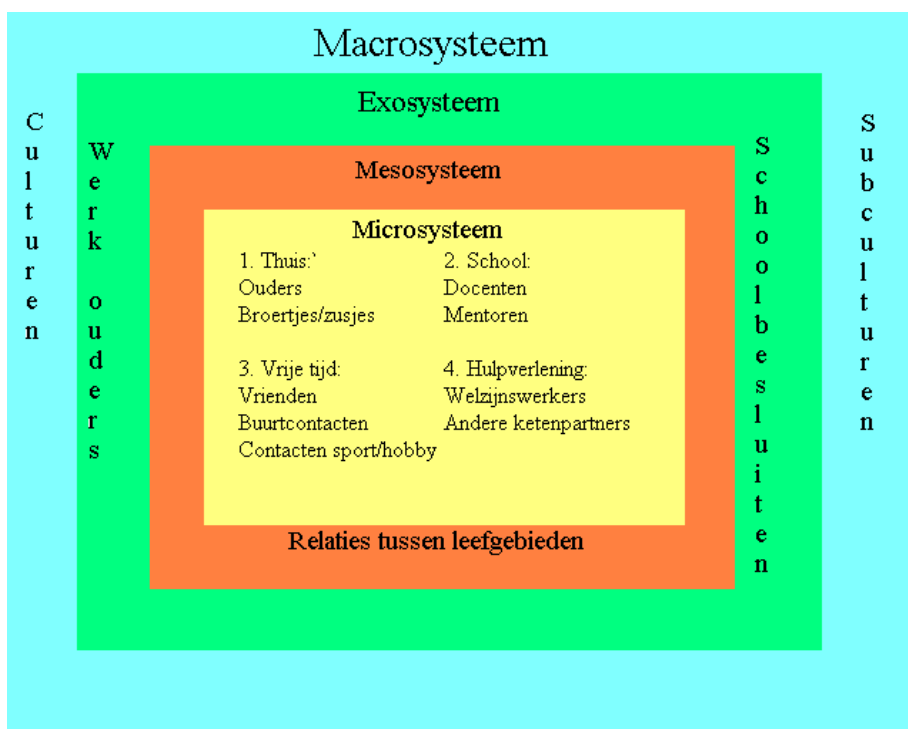 Macrosysteem
Exosysteem
Culturen
Werk ouders
Schoolbesluiten
Subculturen
Mesosysteem
Microsysteem
1. Thuis:`
Ouders
Broertjes/zusjes
2. School:
Docenten
Mentoren
3. Vrije tijd:
Vrienden
Buurtcontacten
Contacten sport/hobby
4. Hulpverlening:
Welzijnswerkers
Andere ketenpartners
Relaties tussen leefgebieden